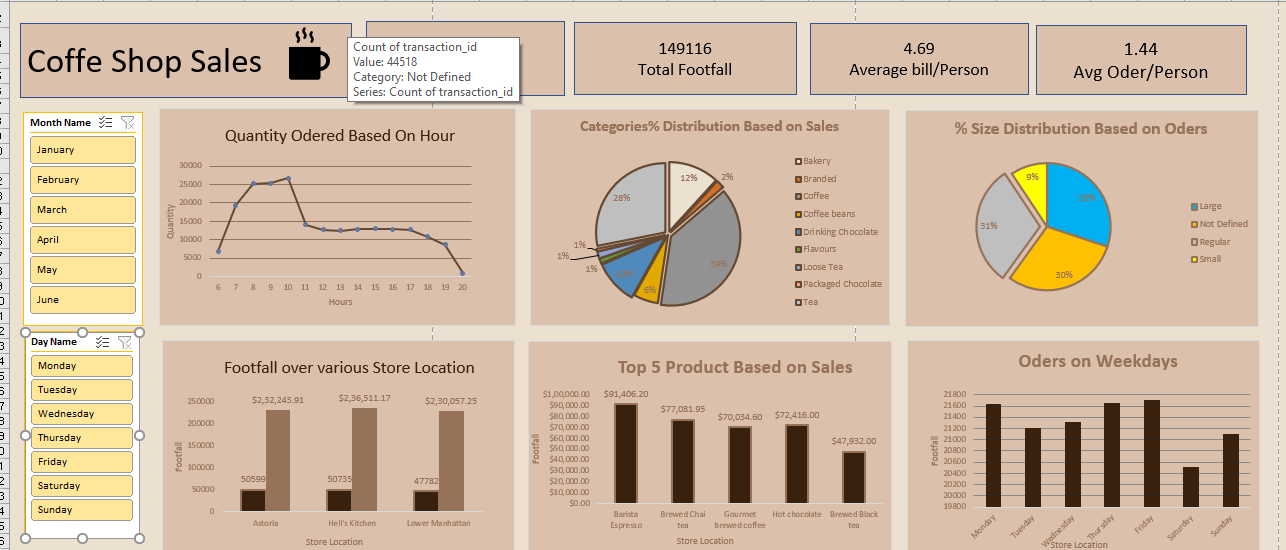 Coffe Shop Sales
Count of transaction_id
Value: 44518
Category: Not Defined
Series: Count of transaction_id
149116
Total Footfall
4.69
Average bill/Person
1.44
Avg Oder/Person
Month Name
January
February
March
April
May
June
Quantity Odered Based On Hour
30000
25000
20000
15000
10000
5000
0
Quantity
6 7 8 9 10 11 12 13 14 15 16 17 18 19 20
Hours
Categories% Distribution Based on Sales
12%
2%
39%
6%
1%
1%
1%
28%
Bakery
Branded
Coffee
Coffee beans
Drinking Chocolate
Flavours
Loose Tea
Packaged Chocolate
Tea
% Size Distribution Based on Oders
9%
30%
30%
31%
Large
Not Defined
Regular
Small
Day Name
Monday
Tuesday
Wednesday
Thursday
Friday
Saturday
Sunday
Footfall over various Store Location
250000
200000
150000
100000
50000
0
Footfall
$2,32,243.91
$2,36,511.17
$2,30,057.25
50599
50735
47782
Astoria
Hell's Kitchen
Lower Manhattan
Store Location
Top 5 Product Based on Sales
$1,00,000.00
$90,000.00
$80,000.00
$70,000.00
$60,000.00
$50,000.00
$40,000.00
$30,000.00
$20,000.00
$10,000.00
$0.00
Footfall
$91,406.20
$77,081.95
$70,034.60
$72,416.00
$47,932.00
Barista
Espresso
Brewed Chai
tea
Gourmet
brewed coffee
Hot chocolate
Brewed Black
tea
Store Location
Oders on Weekdays
21800
21600
21400
21200
21000
20800
20600
20400
20200
20000
19800
Footfall
Monday
Tuesday
Wednesday
Thursday
Friday
Saturday
Sunday
Store Location